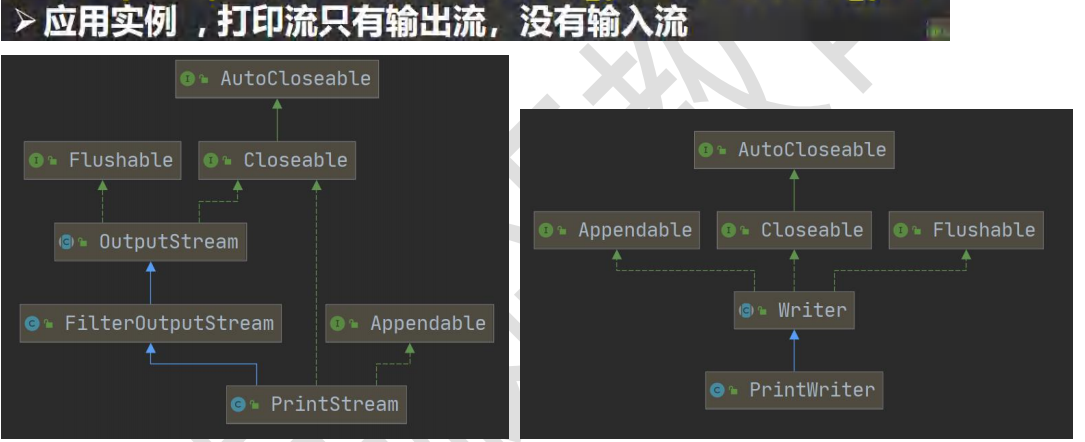 ➢ 应用实例 ，打印流只有输出流，没有输入流
AutoCloseable
Flushable
Closeable
OutputStream
FilterOutputStream
Appendable
PrintStream
AutoCloseable
Appendable
Closeable
Flushable
Writer
PrintWriter